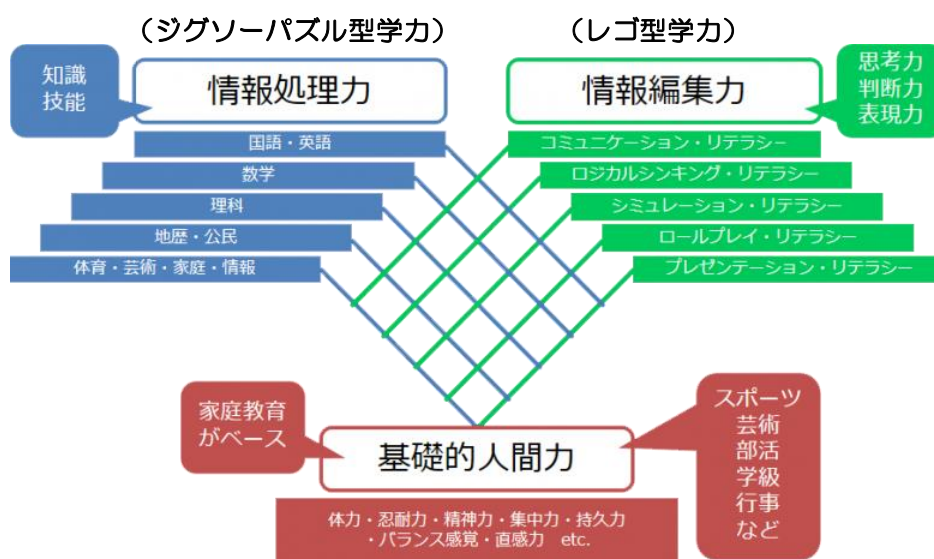 （ジグソーパズル型学力）
（レゴ型学力）
知識
技能
情報処理力
情報編集力
思考力
判断力
表現力
国語・英語
数学
理科
地歴・公民
体育・芸術・家庭・情報
コミュニケーション・リテラシー
ロジカルシンキング・リテラシー
シミュレーション・リテラシー
ロールプレイ・リテラシー
プレゼンテーション・リテラシー
家庭教育
がベース
基礎的人間力
スポーツ
芸術
部活
学級
行事
など
体力・忍耐力・精神力・集中力・持久力
・バランス感覚・直感力　etc.